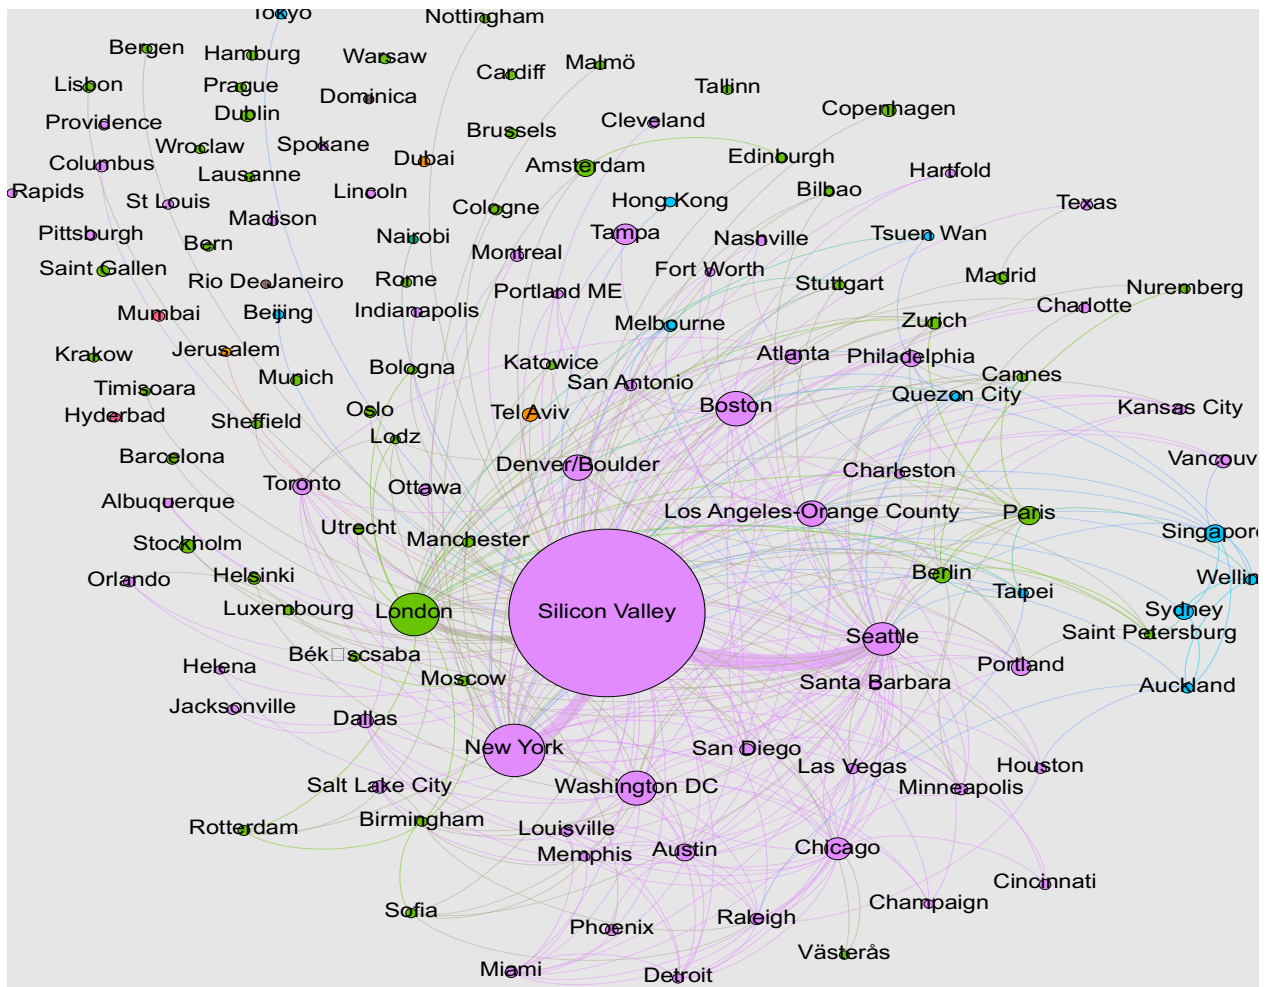 Tokyo
Nottingham
Bergen
Hamburg
Warsaw
Malmö
Cardiff
Lisbon
Prague
Dominica
Tallinn
Copenhagen
Dublin
Providence
Cleveland
Brussels
Wroclaw
Spokane
Columbus
Dubai
Amsterdam
Edinburgh
Hartfold
Lausanne
Rapids
St Louis
Lincoln
Hong Kong
Bilbao
Texas
Cologne
Madison
Pittsburgh
Bern
Nairobi
Tampa
Nashville
Tsuen Wan
Montreal
Saint Gallen
Rio DeJaneiro
Rome
Fort Worth
Stuttgart
Madrid
Nuremberg
Portland ME
Mumbai
Beijing
Indianapolis
Melbourne
Zurich
Charlotte
Krakow
Jerusalem
Munich
Bologna
Katowice
San Antonio
Atlanta
Philadelphia
Cannes
Timisoara
Quezon City
Hyderbad
Sheffield
Oslo
Tel Aviv
Boston
Kansas City
Lodz
Barcelona
Denver/Boulder
Charleston
Vancouv
Toronto
Ottawa
Albuquerque
Los Angeles-Orange County
Paris
Utrecht
Manchester
Stockholm
Singapore
Orlando
Helsinki
Berlin
Taipei
Wellin
Luxembourg
London
Silicon Valley
Sydney
Seattle
Saint Petersburg
Bék□scsaba
Helena
Moscow
Santa Barbara
Portland
Auckland
Jacksonville
Dallas
New York
San Diego
Las Vegas
Houston
Salt Lake City
Washington DC
Minneapolis
Rotterdam
Birmingham
Louisville
Memphis
Austin
Chicago
Cincinnati
Champaign
Sofia
Phoenix
Raleigh
Västerås
Miami
Detroit